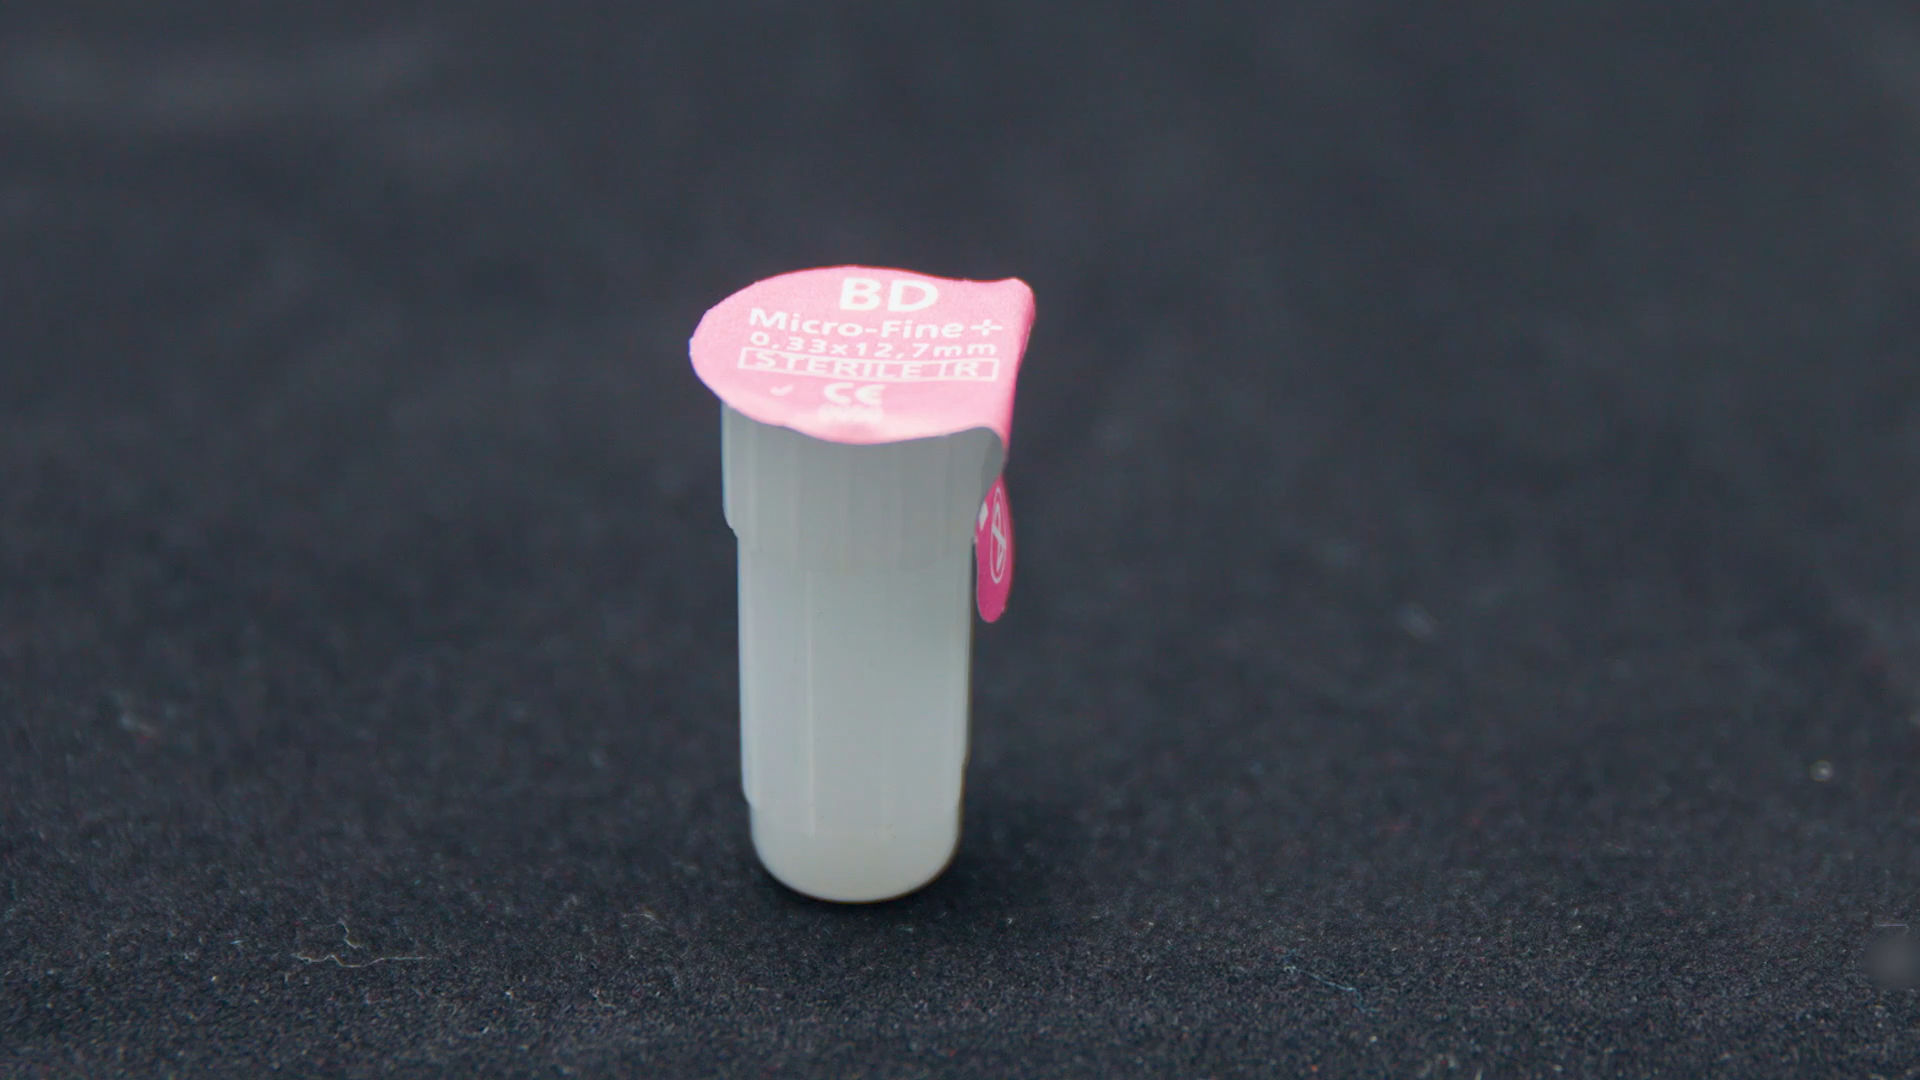 BD
Micro-Fine+
0,33x12,7mm
STERILE R
CE